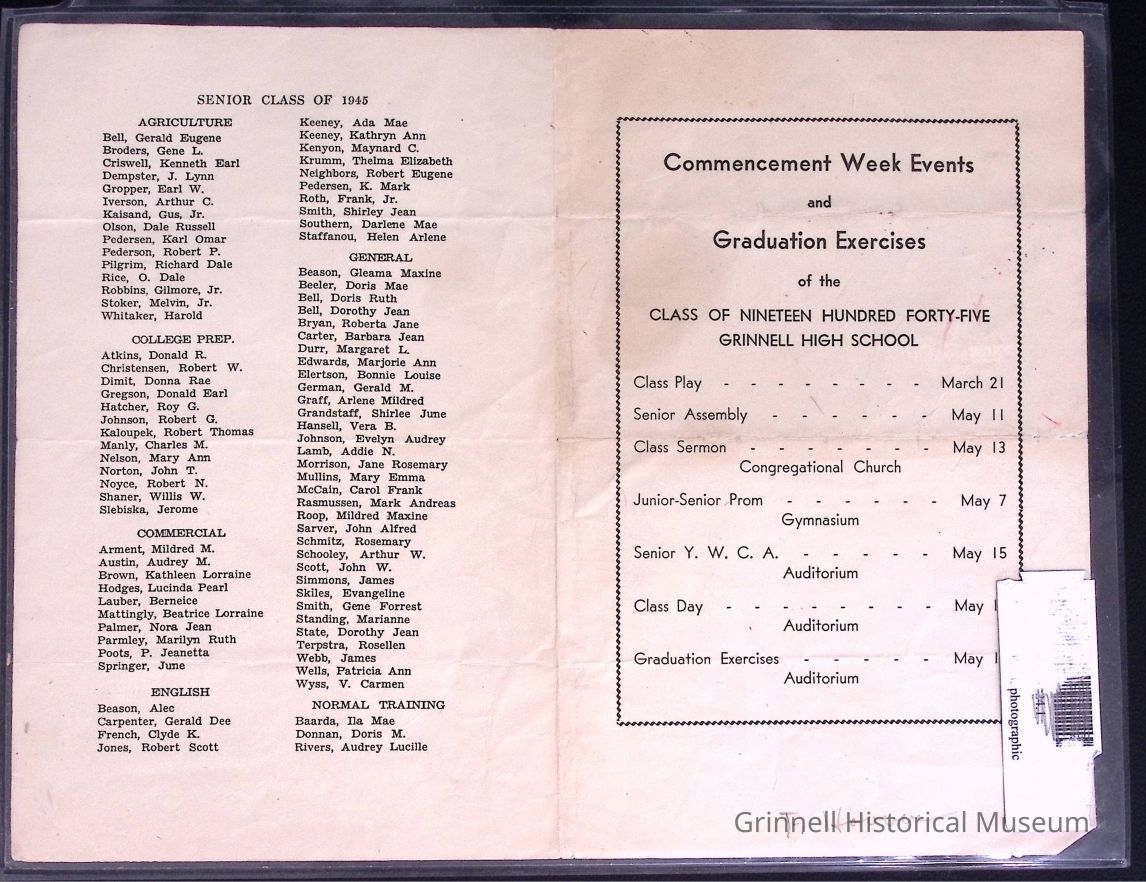 SENIOR CLASS OF 1945
AGRICULTURE
Bell, Gerald Eugene
Broders, Gene L.
Criswell, Kenneth Earl
Dempster, J. Lynn
Gropper, Earl W.
Iverson, Arthur C.
Kaisand, Gus, Jr.
Olson, Dale Russell
Pedersen, Karl Omar
Pederson, Robert P.
Pilgrim, Richard Dale
Rice, O. Dale
Robbins, Gilmore, Jr.
Stoker, Melvin, Jr.
Whitaker, Harold
COLLEGE PREP.
Atkins, Donald R.
Christensen, Robert W.
Dimit, Donna Rae
Gregson, Donald Earl
Hatcher, Roy G.
Johnson, Robert G.
Kaloupek, Robert Thomas
Manly, Charles M.
Nelson, Mary Ann
Norton, John T.
Noyce, Robert N.
Shaner, Willis W.
Slebiska, Jerome
COMMERCIAL
Arment, Mildred M.
Austin, Audrey M.
Brown, Kathleen Lorraine
Hodges, Lucinda Pearl
Lauber, Berneice
Mattingly, Beatrice Lorraine
Palmer, Nora Jean
Parmley, Marilyn Ruth
Poots, P. Jeanetta
Springer, June
ENGLISH
Beason, Alec
Carpenter, Gerald Dee
French, Clyde K.
Jones, Robert Scott
Keeney, Ada Mae
Keeney, Kathryn Ann
Kenyon, Maynard C.
Krumm, Thelma Elizabeth
Neighbors, Robert Eugene
Pedersen, K. Mark
Roth, Frank, Jr.
Smith, Shirley Jean
Southern, Darlene Mae
Staffanou, Helen Arlene
GENERAL
Beason, Gleama Maxine
Beeler, Doris Mae
Bell, Doris Ruth
Bell, Dorothy Jean
Bryan, Roberta Jane
Carter, Barbara Jean
Durr, Margaret L.
Edwards, Marjorie Ann
Elertson, Bonnie Louise
German, Gerald M.
Graff, Arlene Mildred
Grandstaff, Shirlee June
Hansell, Vera B.
Johnson, Evelyn Audrey
Lamb, Addie N.
Morrison, Jane Rosemary
Mullins, Mary Emma
McCain, Carol Frank
Rasmussen, Mark Andreas
Roop, Mildred Maxine
Sarver, John Alfred
Schmitz, Rosemary
Schooley, Arthur W.
Scott, John W.
Simmons, James
Skiles, Evangeline
Smith, Gene Forrest
Standing, Marianne
State, Dorothy Jean
Terpstra, Rosellen
Webb, James
Wells, Patricia Ann
Wyss, V. Carmen
NORMAL TRAINING
Baarda, Ila Mae
Donnan, Doris M.
Rivers, Audrey Lucille
Commencement Week Events
and
Graduation Exercises
of the
CLASS OF NINETEEN HUNDRED FORTY-FIVE
GRINNELL HIGH SCHOOL
Class Play - - - - - - - - March 21
Senior Assembly - - - - - - May 11
Class Sermon - - - - - - - May 13
Congregational Church
Junior-Senior Prom - - - - - - May 7
Gymnasium
Senior Y. W. C. A. - - - - - May 15
Auditorium
Class Day - - - - - - - - May
Auditorium
Graduation Exercises - - - - - May
Auditorium
photographic
Grinnell Historical Museum